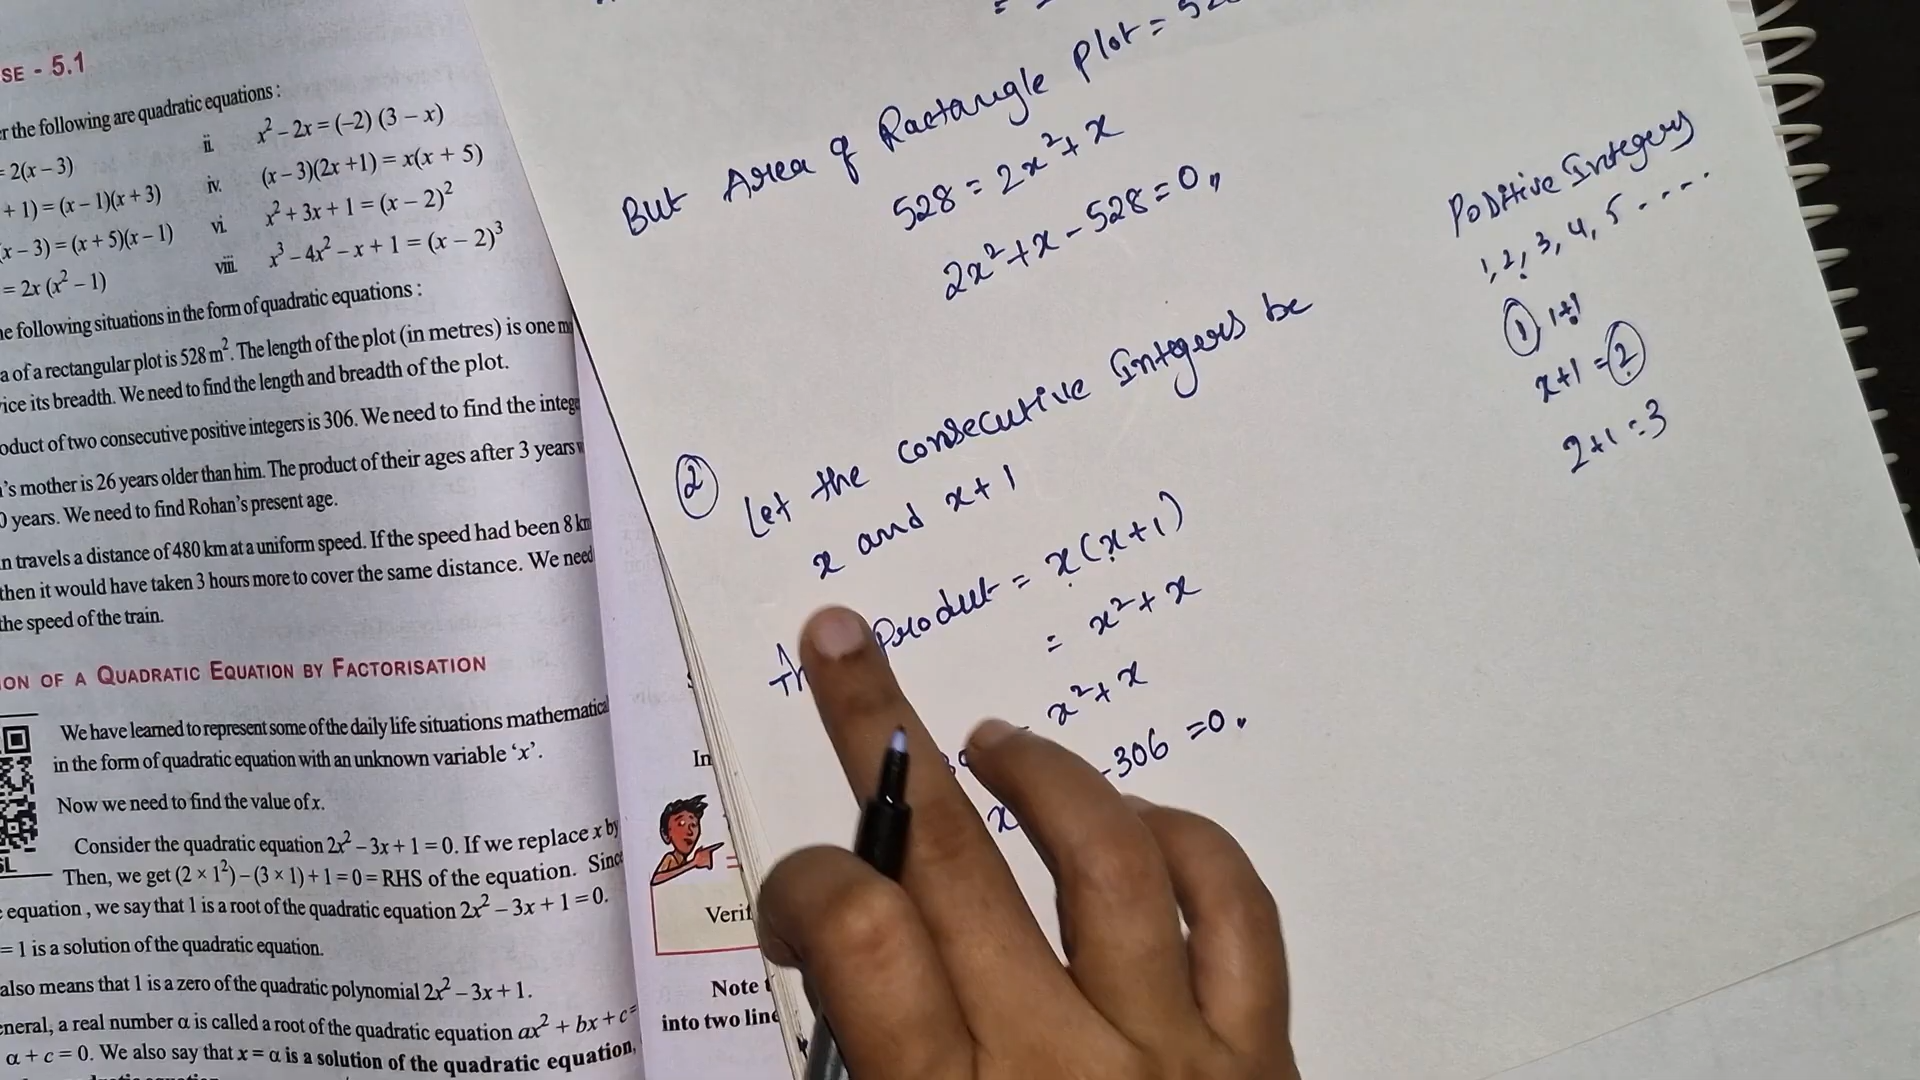 SE - 5.1
r the following are quadratic equations :
= 2(x – 3)
ii. x² – 2x = (–2) (3 – x)
+ 1) = (x – 1)(x + 3)
iv. (x – 3)(2x +1) = x(x + 5)
(x – 3) = (x + 5)(x – 1)
vi. x² + 3x + 1 = (x – 2)²
= 2x (x² – 1)
viii. x³ – 4x² – x + 1 = (x – 2)³
he following situations in the form of quadratic equations :
a of a rectangular plot is 528 m². The length of the plot (in metres) is one m
ice its breadth. We need to find the length and breadth of the plot.
oduct of two consecutive positive integers is 306. We need to find the intege
's mother is 26 years older than him. The product of their ages after 3 years
0 years. We need to find Rohan's present age.
n travels a distance of 480 km at a uniform speed. If the speed had been 8 km
then it would have taken 3 hours more to cover the same distance. We need
the speed of the train.
ION OF A QUADRATIC EQUATION BY FACTORISATION
We have learned to represent some of the daily life situations mathematica
in the form of quadratic equation with an unknown variable 'x'.
Now we need to find the value of x.
Consider the quadratic equation 2x² – 3x + 1 = 0. If we replace x by
Then, we get (2 × 1²) – (3 × 1) + 1 = 0 = RHS of the equation. Sinc
equation , we say that 1 is a root of the quadratic equation 2x² – 3x + 1 = 0.
= 1 is a solution of the quadratic equation.
also means that 1 is a zero of the quadratic polynomial 2x² – 3x + 1.
eneral, a real number α is called a root of the quadratic equation ax² + bx + c =
α + c = 0. We also say that x = α is a solution of the quadratic equation,
SL
In
Verif
Note t
into two line
But Area of Ractangle Plot = 52
528 = 2x² + x
2x² + x – 528 = 0,,
② Let the consecutive Integers be
x and x + 1
Product = x(x + 1)
= x² + x
x² + x
x – 306 = 0,,
Positive Integers
1, 2, 3, 4, 5 - - - -
① 1+1
x+1 = ②
2+1 = 3